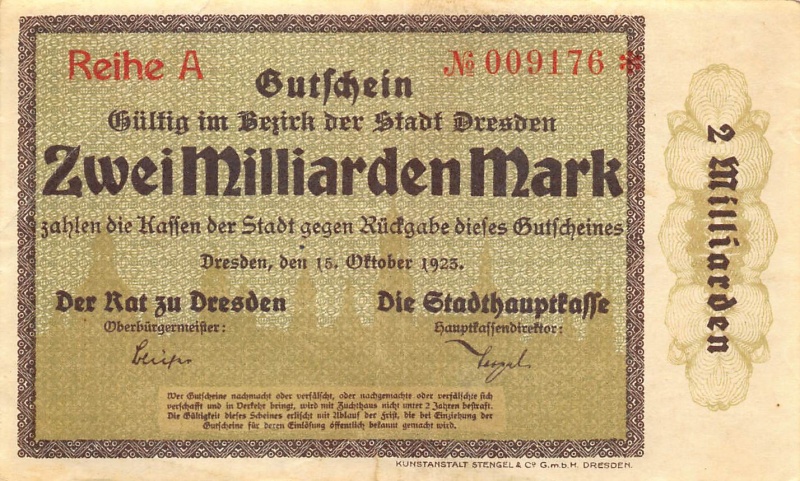 Reihe A
№ 009176 *
Gutschein
Gültig im Bezirk der Stadt Dresden
Zwei Milliarden Mark
zahlen die Kassen der Stadt gegen Rückgabe dieses Gutscheines
Dresden, den 15. Oktober 1923.
Der Rat zu Dresden
Oberbürgermeister:
Die Stadthauptkasse
Hauptkassendirektor:
Wer Gutscheine nachmacht oder verfälscht, oder nachgemachte oder verfälschte sich
verschafft und in Verkehr bringt, wird mit Zuchthaus nicht unter 2 Jahren bestraft.
Die Gültigkeit dieses Scheines erlischt mit Ablauf der Frist, die bei Einziehung der
Gutscheine für deren Einlösung öffentlich bekannt gemacht wird.
2 Milliarden
KUNSTANSTALT STENGEL & Co G.m.b.H. DRESDEN.